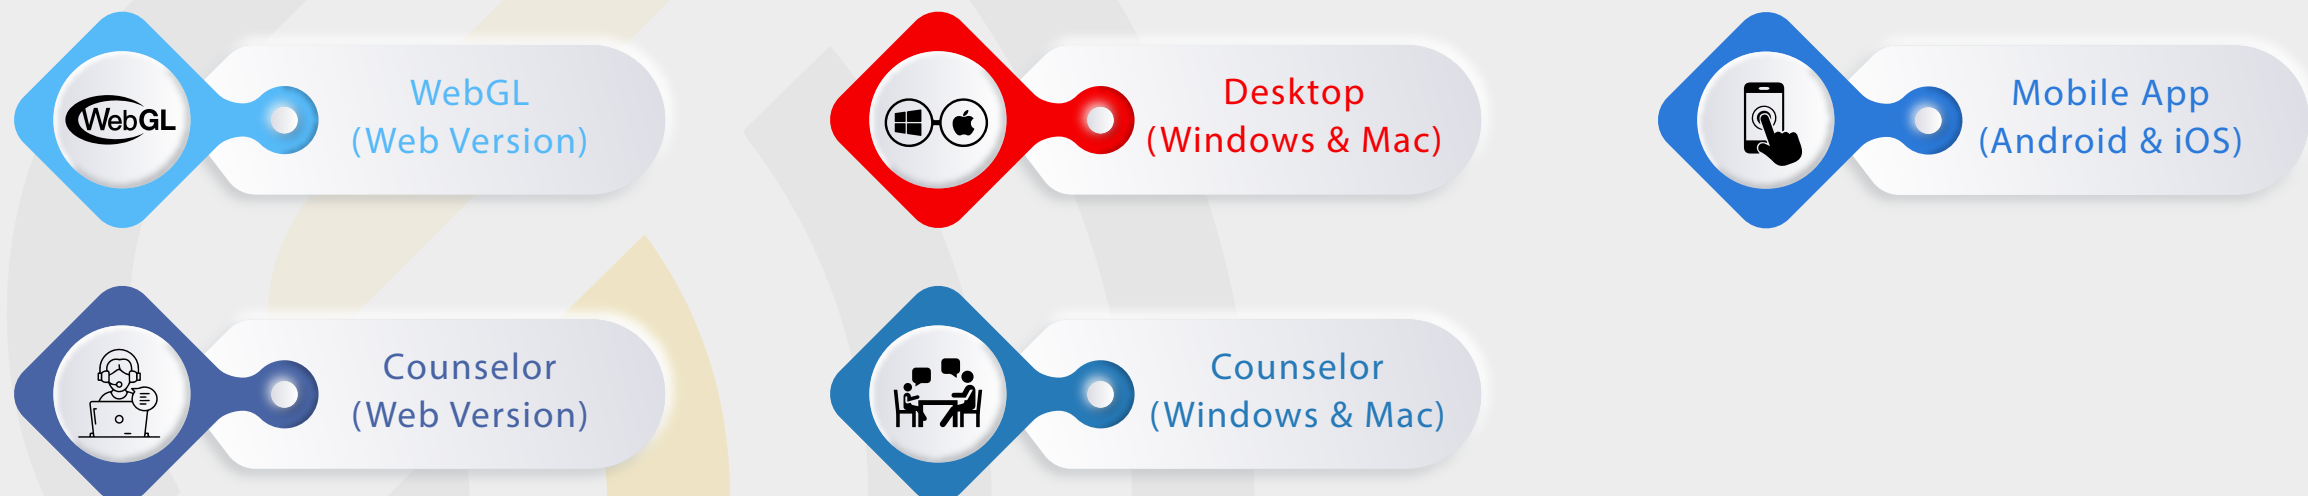 WebGL
WebGL
(Web Version)
Desktop
(Windows & Mac)
Mobile App
(Android & iOS)
Counselor
(Web Version)
Counselor
(Windows & Mac)